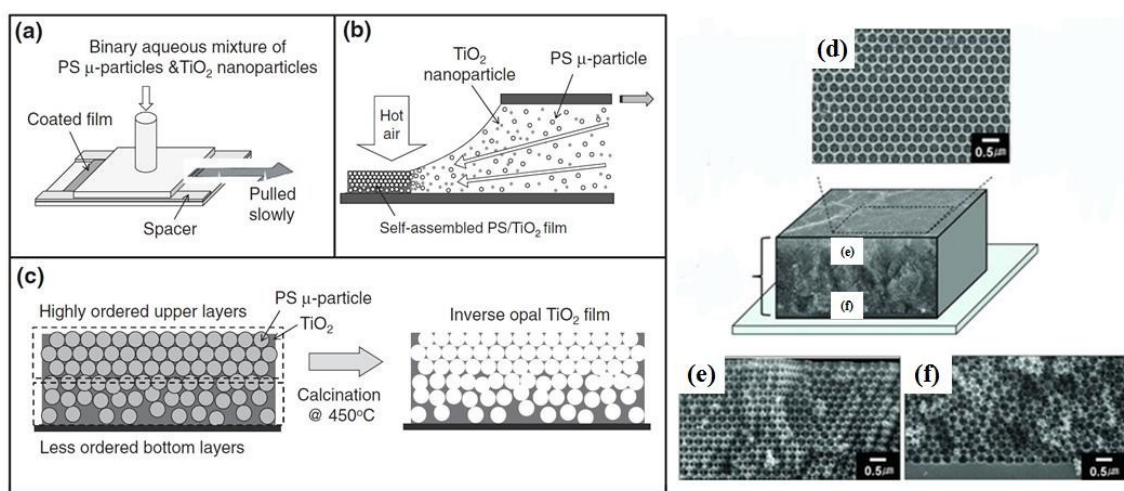 (a)
Binary aqueous mixture of
PS μ-particles &TiO₂ nanoparticles
Coated film
Pulled
slowly
Spacer
(b)
TiO₂
nanoparticle
PS μ-particle
Hot
air
Self-assembled PS/TiO₂ film
(c)
Highly ordered upper layers
PS μ-particle
TiO₂
Calcination
@ 450°C
Less ordered bottom layers
Inverse opal TiO₂ film
(d)
0.5μm
(e)
(f)
(e)
0.5μm
(f)
0.5μm